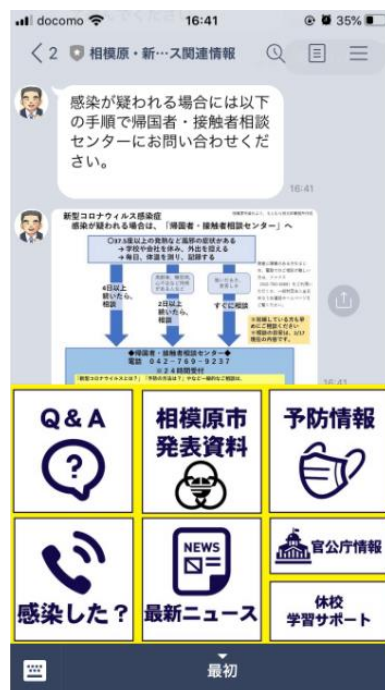 docomo 16:41 35%
2 相模原・新…ス関連情報
感染が疑われる場合には以下
の手順で帰国者・接触者相談
センターにお問い合わせくだ
さい。
16:41
新型コロナウィルス感染症
感染が疑われる場合は、「帰国者・接触者相談センター」へ
○37.5度以上の発熱など風邪の症状がある
→学校や会社を休み、外出を控える
→毎日、体温を測り、記録する
4日以上
続いたら、
相談
2日以上
続いたら、
相談
すぐに相談
◆帰国者・接触者相談センター◆
電話 042-769-9237
※24時間受付
16:41
Q&A
?
相模原市
発表資料
予防情報
感染した?
NEWS
最新ニュース
官公庁情報
休校
学習サポート
最初